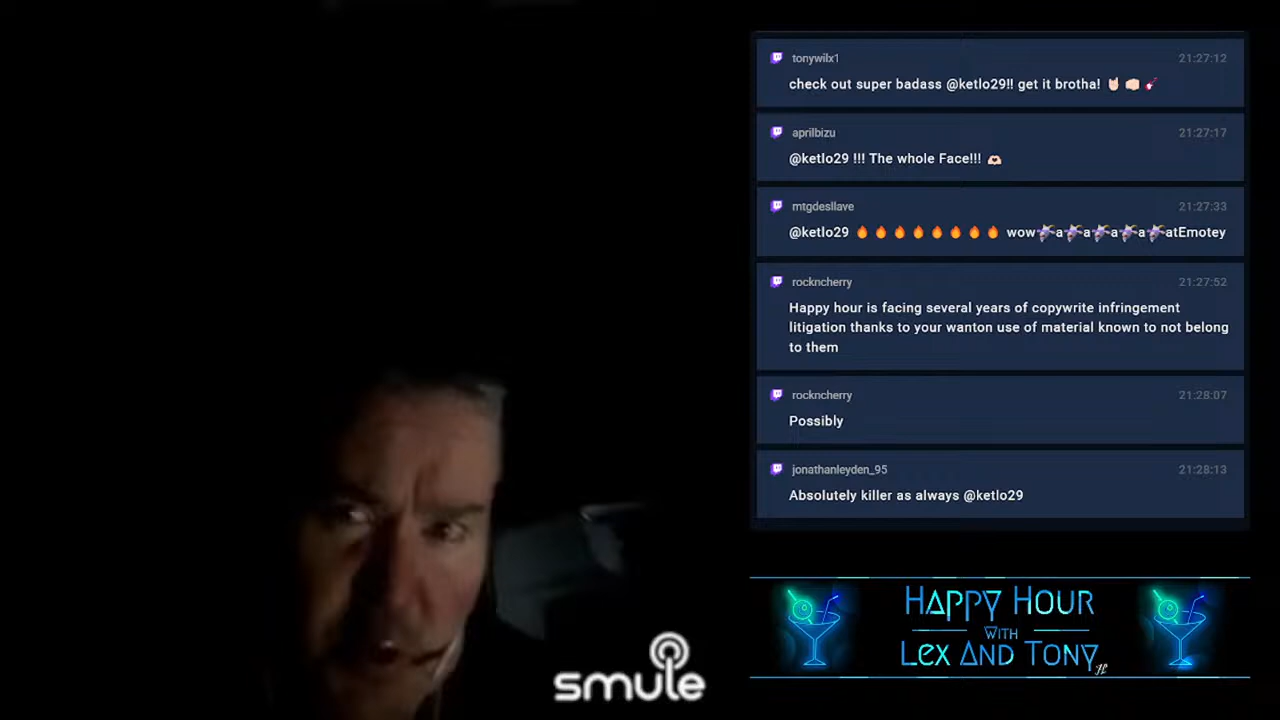 tonywilx1 21:27:12
check out super badass @ketlo29!! get it brotha! 🤘🏻 👊🏻 🎸
aprilbizu 21:27:17
@ketlo29 !!! The whole Face!!! 🫶🏻
mtgdesllave 21:27:33
@ketlo29 🔥🔥🔥🔥🔥🔥🔥🔥 wow a a a a atEmotey
rockncherry 21:27:52
Happy hour is facing several years of copywrite infringement
litigation thanks to your wanton use of material known to not belong
to them
rockncherry 21:28:07
Possibly
jonathanleyden_95 21:28:13
Absolutely killer as always @ketlo29
Happy Hour
with
Lex and Tony
smule